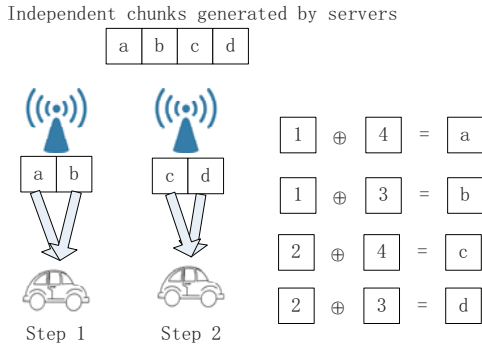 Independent chunks generated by servers
a b c d
a b
c d
Step 1
Step 2
1 ⊕ 4 = a
1 ⊕ 3 = b
2 ⊕ 4 = c
2 ⊕ 3 = d